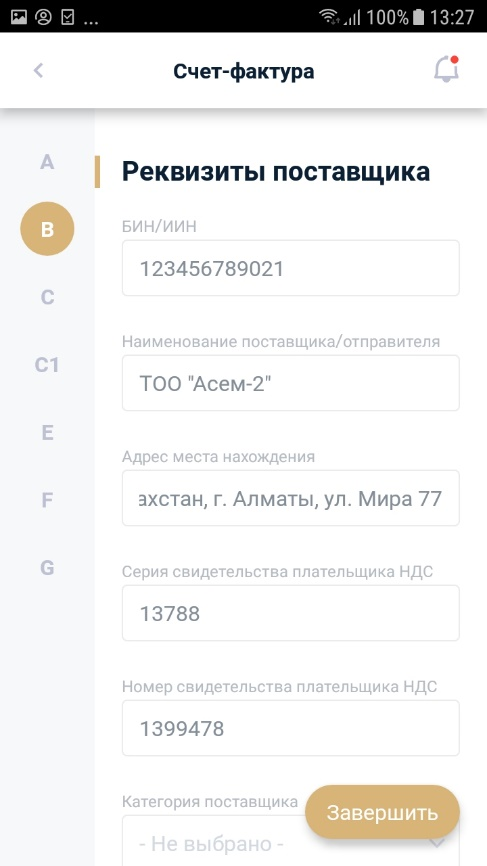 ... 100% 13:27
Счет-фактура
A
B
C
C1
E
F
G
Реквизиты поставщика
БИН/ИИН
123456789021
Наименование поставщика/отправителя
ТОО "Асем-2"
Адрес места нахождения
ахстан, г. Алматы, ул. Мира 77
Серия свидетельства плательщика НДС
13788
Номер свидетельства плательщика НДС
1399478
Категория поставщика
Завершить
- Не выбрано -